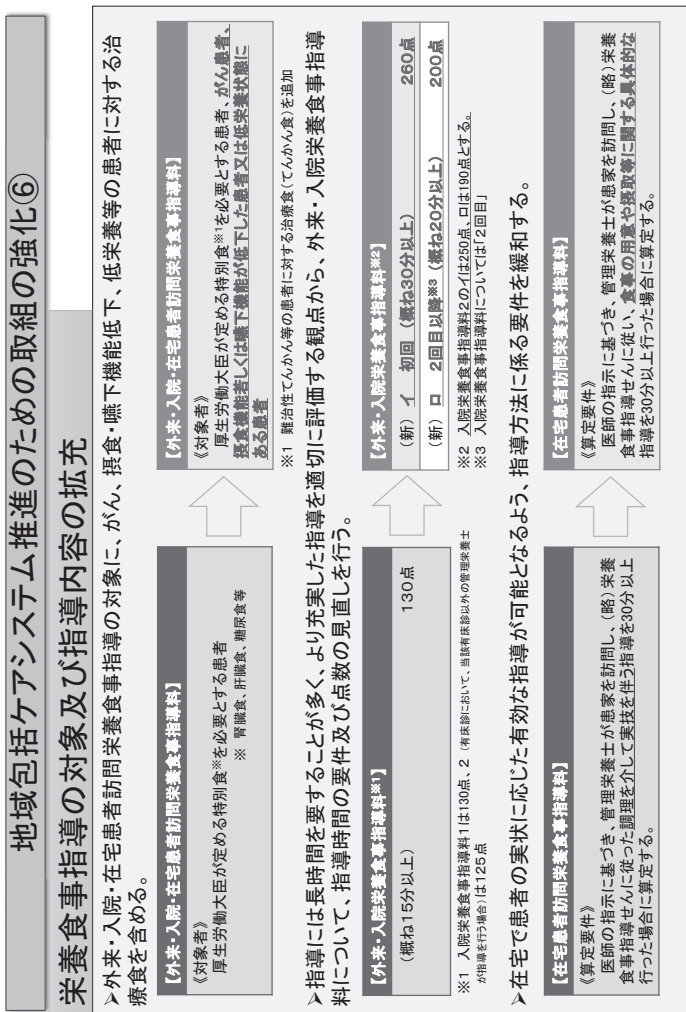 地域包括ケアシステム推進のための取組の強化⑥
栄養食事指導の対象及び指導内容の拡充
➢外来・入院・在宅患者訪問栄養食事指導の対象に、がん、摂食・嚥下機能低下、低栄養等の患者に対する治
療食を含める。
【外来・入院・在宅患者訪問栄養食事指導料】
《対象者》
厚生労働大臣が定める特別食※を必要とする患者
※ 腎臓食、肝臓食、糖尿食等
【外来・入院・在宅患者訪問栄養食事指導料】
《対象者》
厚生労働大臣が定める特別食※1を必要とする患者、がん患者、
摂食機能若しくは嚥下機能が低下した患者又は低栄養状態に
ある患者
※1 難治性てんかん等の患者に対する治療食(てんかん食)を追加
➢指導には長時間を要することが多く、より充実した指導を適切に評価する観点から、外来・入院栄養食事指導
料について、指導時間の要件及び点数の見直しを行う。
【外来・入院栄養食事指導料※1】
(概ね15分以上) 130点
※1 入院栄養食事指導料1は130点、2 (有床診において、当該有床診以外の管理栄養士
が指導を行う場合)は125点
【外来・入院栄養食事指導料※2】
(新) イ 初回 (概ね30分以上) 260点
(新) ロ 2回目以降※3 (概ね20分以上) 200点
※2 入院栄養食事指導料2のイは250点、ロは190点とする。
※3 入院栄養食事指導料については「2回目」
➢在宅で患者の実状に応じた有効な指導が可能となるよう、指導方法に係る要件を緩和する。
【在宅患者訪問栄養食事指導料】
《算定要件》
医師の指示に基づき、管理栄養士が患家を訪問し、(略)栄養
食事指導せんに従った調理を介して実技を伴う指導を30分以上
行った場合に算定する。
【在宅患者訪問栄養食事指導料】
《算定要件》
医師の指示に基づき、管理栄養士が患家を訪問し、(略)栄養
食事指導せんに従い、食事の用意や摂取等に関する具体的な
指導を30分以上行った場合に算定する。